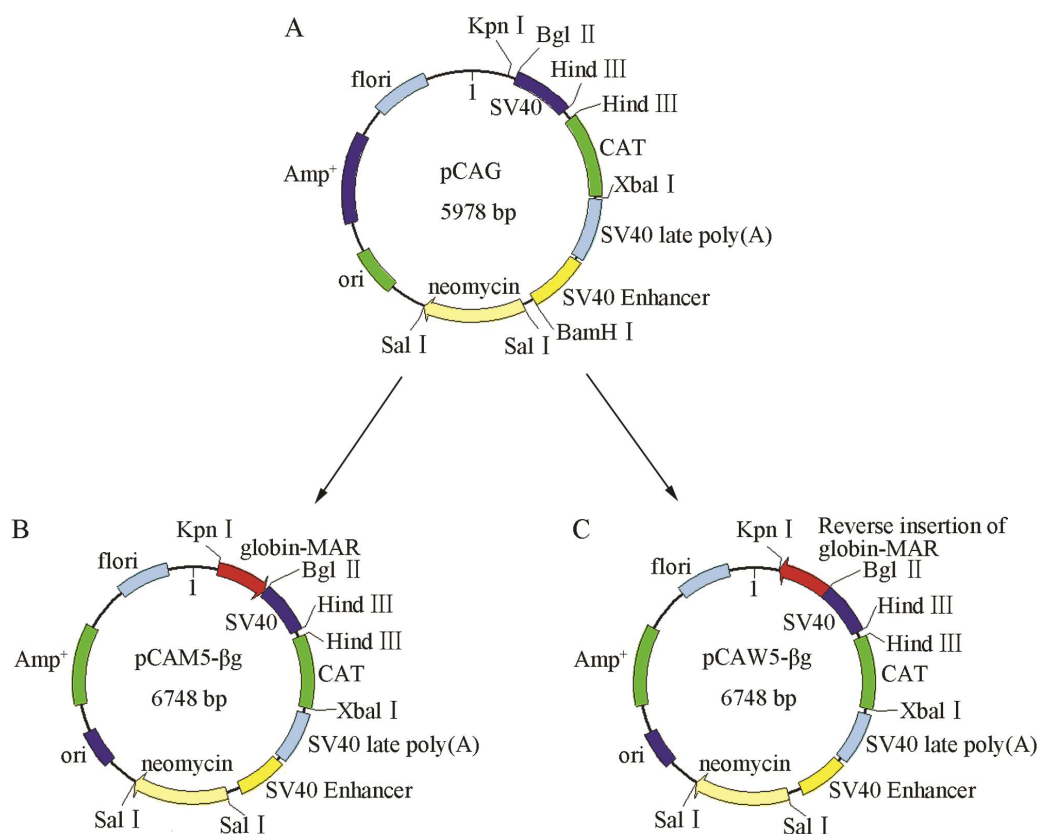 A
Kpn Ⅰ
Bgl Ⅱ
Hind Ⅲ
Hind Ⅲ
flori
1
SV40
CAT
Amp⁺
pCAG
5978 bp
XbaI Ⅰ
SV40 late poly(A)
ori
neomycin
SV40 Enhancer
Sal Ⅰ
Sal Ⅰ
BamH Ⅰ
B
Kpn Ⅰ
globin-MAR
flori
Bgl Ⅱ
1
Hind Ⅲ
SV40
Hind Ⅲ
Amp⁺
pCAM5-βg
CAT
6748 bp
XbaI Ⅰ
SV40 late poly(A)
ori
neomycin
SV40 Enhancer
Sal Ⅰ
Sal Ⅰ
C
Kpn Ⅰ
Reverse insertion of
globin-MAR
flori
Bgl Ⅱ
1
Hind Ⅲ
SV40
Hind Ⅲ
Amp⁺
pCAW5-βg
CAT
6748 bp
XbaI Ⅰ
SV40 late poly(A)
ori
neomycin
SV40 Enhancer
Sal Ⅰ
Sal Ⅰ